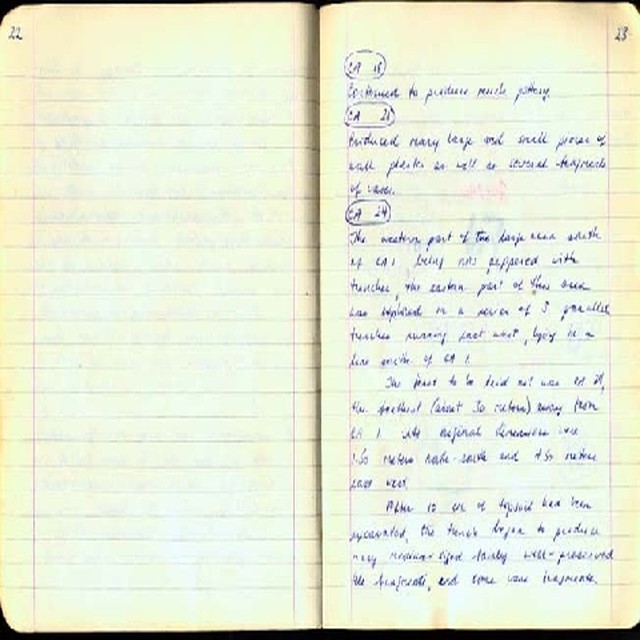 22
23
CA 18
Continued to produce much pottery.
CA 21
Produced many large and small pieces of
wall plaster as well as several fragments
of vases.
CA 24
The western part of the large area south
of CA 1, being now peppered with
trenches, the eastern part of this area
was explored in a series of 3 parallel
trenches running east west, lying in a
line south of CA 1.
The first to be laid out was CA 24,
the farthest (about 30 meters) away from
CA 1. Its original dimensions were
1.50 meters north-south and 4.50 meters
east west.
After 10 cm of topsoil had been
excavated, the trench began to produce
many medium-sized fairly well-preserved
tile fragments, and some vase fragments.